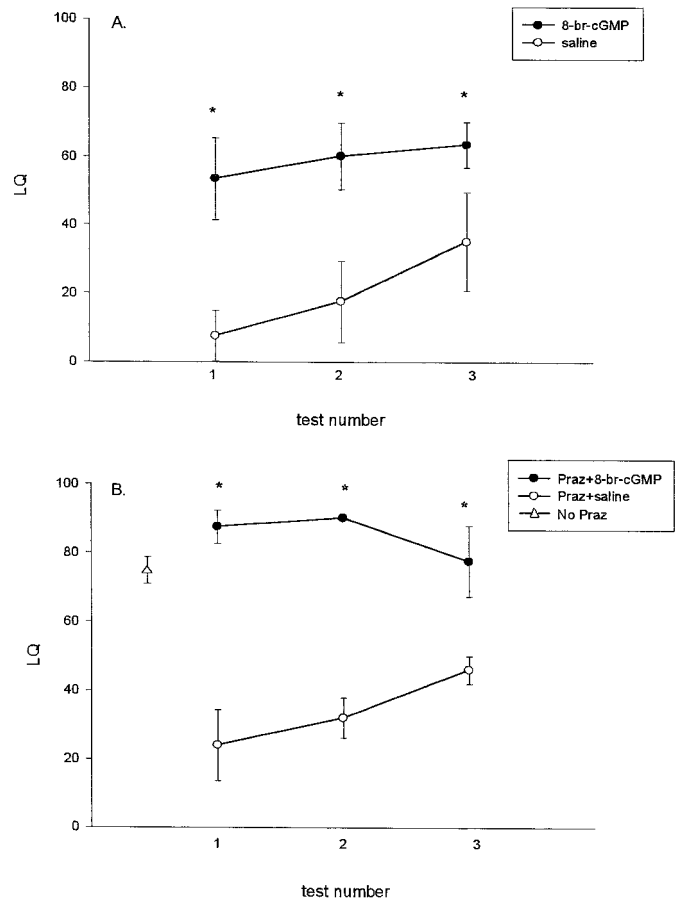 A.
8-br-cGMP
saline
100
80
60
40
20
0
LQ
*
*
*
1 2 3
test number
B.
Praz+8-br-cGMP
Praz+saline
No Praz
100
80
60
40
20
0
LQ
*
*
*
1 2 3
test number